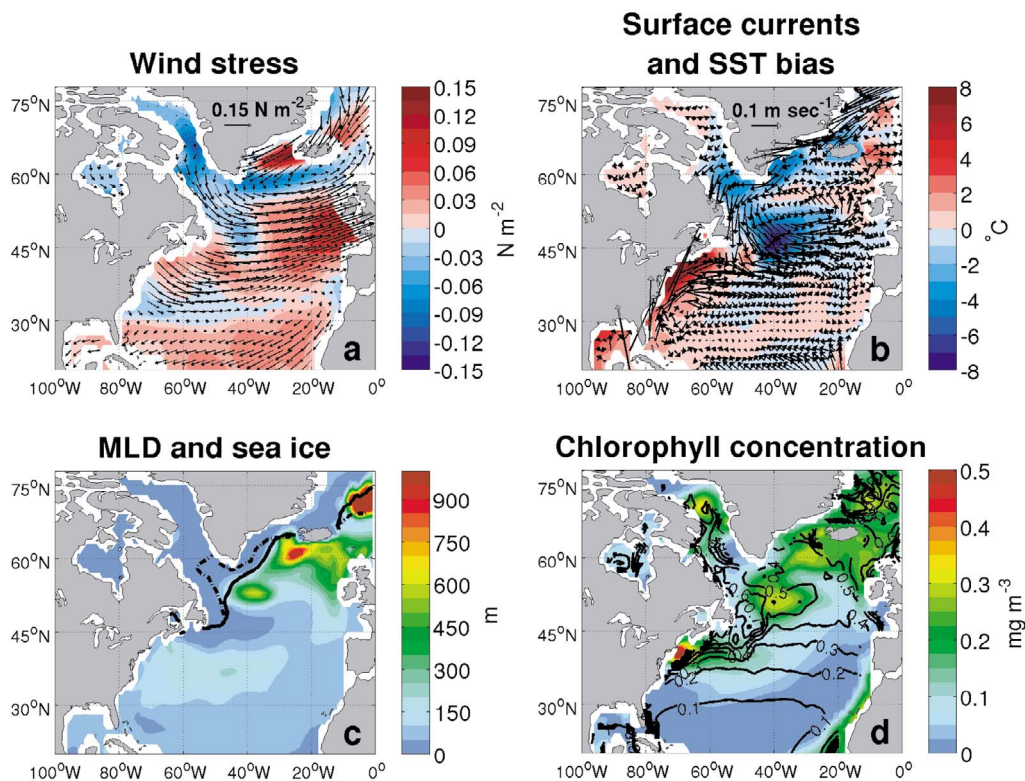 Wind stress
75°N
60°N
45°N
30°N
100°W 80°W 60°W 40°W 20°W 0°
0.15 N m⁻²
a
0.15
0.12
0.09
0.06
0.03
0
-0.03
-0.06
-0.09
-0.12
-0.15
N m⁻²
Surface currents
and SST bias
75°N
60°N
45°N
30°N
100°W 80°W 60°W 40°W 20°W 0°
0.1 m sec⁻¹
b
8
6
4
2
0
-2
-4
-6
-8
°C
MLD and sea ice
75°N
60°N
45°N
30°N
100°W 80°W 60°W 40°W 20°W 0°
c
900
750
600
450
300
150
0
m
Chlorophyll concentration
75°N
60°N
45°N
30°N
100°W 80°W 60°W 40°W 20°W 0°
0.5
0.3
0.2
0.2
0.1
0.1
d
0.5
0.4
0.3
0.2
0.1
0
mg m⁻³